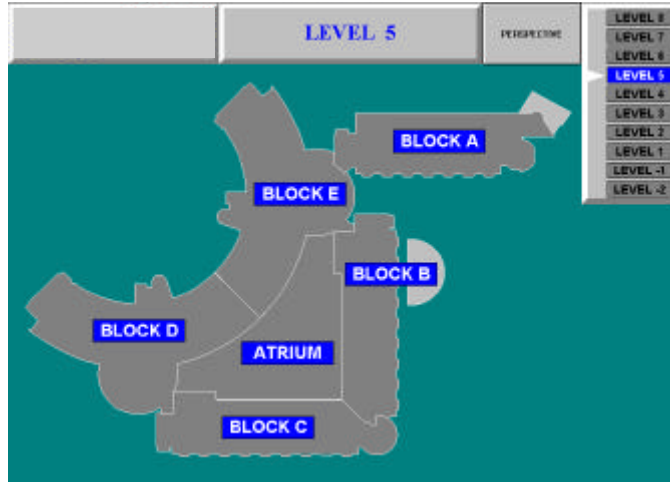 LEVEL 5
PERSPECTIVE
LEVEL 8
LEVEL 7
LEVEL 6
LEVEL 5
LEVEL 4
LEVEL 3
LEVEL 2
LEVEL 1
LEVEL -1
LEVEL -2
BLOCK A
BLOCK E
BLOCK B
BLOCK D
ATRIUM
BLOCK C